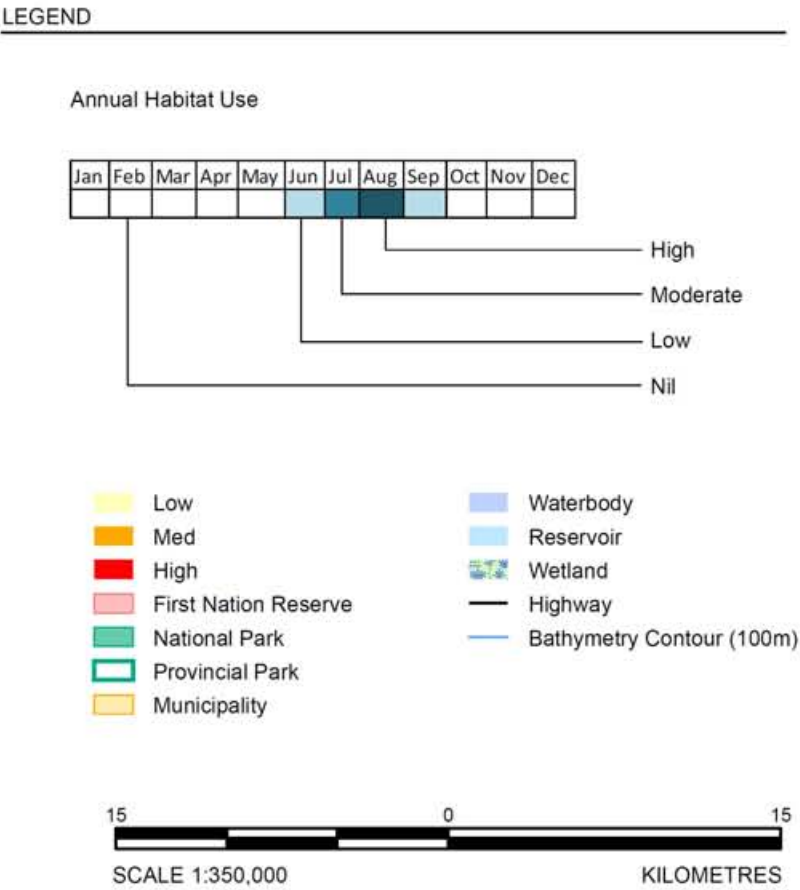 LEGEND
Annual Habitat Use
Jan Feb Mar Apr May Jun Jul Aug Sep Oct Nov Dec
High
Moderate
Low
Nil
Low
Med
High
First Nation Reserve
National Park
Provincial Park
Municipality
Waterbody
Reservoir
Wetland
Highway
Bathymetry Contour (100m)
15 0 15
SCALE 1:350,000 KILOMETRES